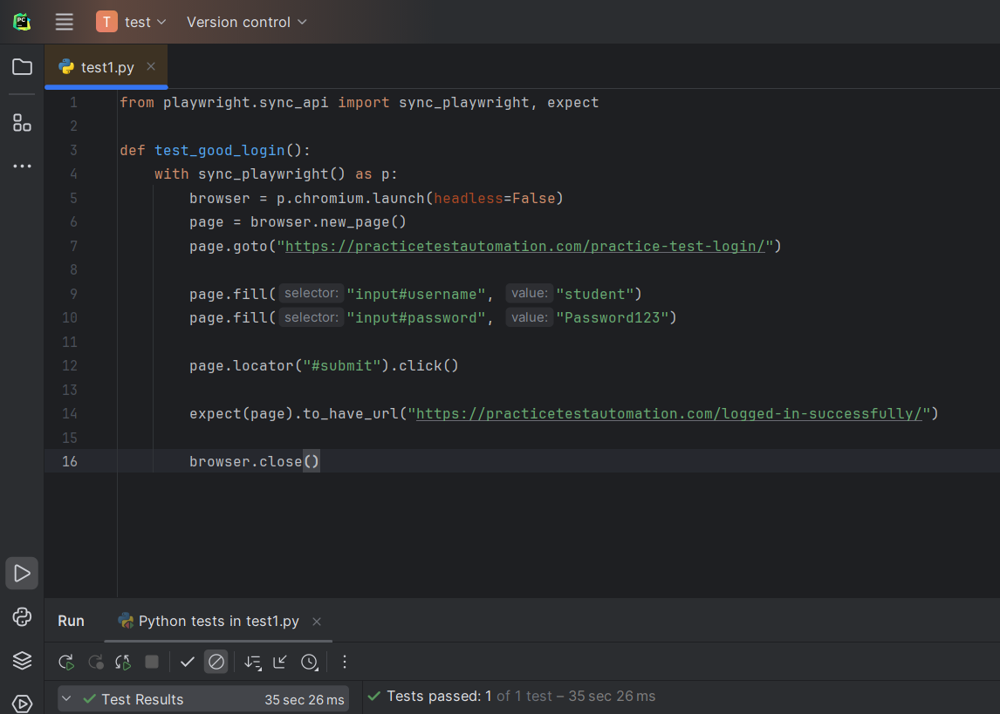 PC
T test Version control
test1.py
1 from playwright.sync_api import sync_playwright, expect
2
3 def test_good_login():
4 with sync_playwright() as p:
5 browser = p.chromium.launch(headless=False)
6 page = browser.new_page()
7 page.goto("https://practicetestautomation.com/practice-test-login/")
8
9 page.fill( selector: "input#username", value: "student")
10 page.fill( selector: "input#password", value: "Password123")
11
12 page.locator("#submit").click()
13
14 expect(page).to_have_url("https://practicetestautomation.com/logged-in-successfully/")
15
16 browser.close()
Run Python tests in test1.py
Test Results 35 sec 26 ms
Tests passed: 1 of 1 test – 35 sec 26 ms